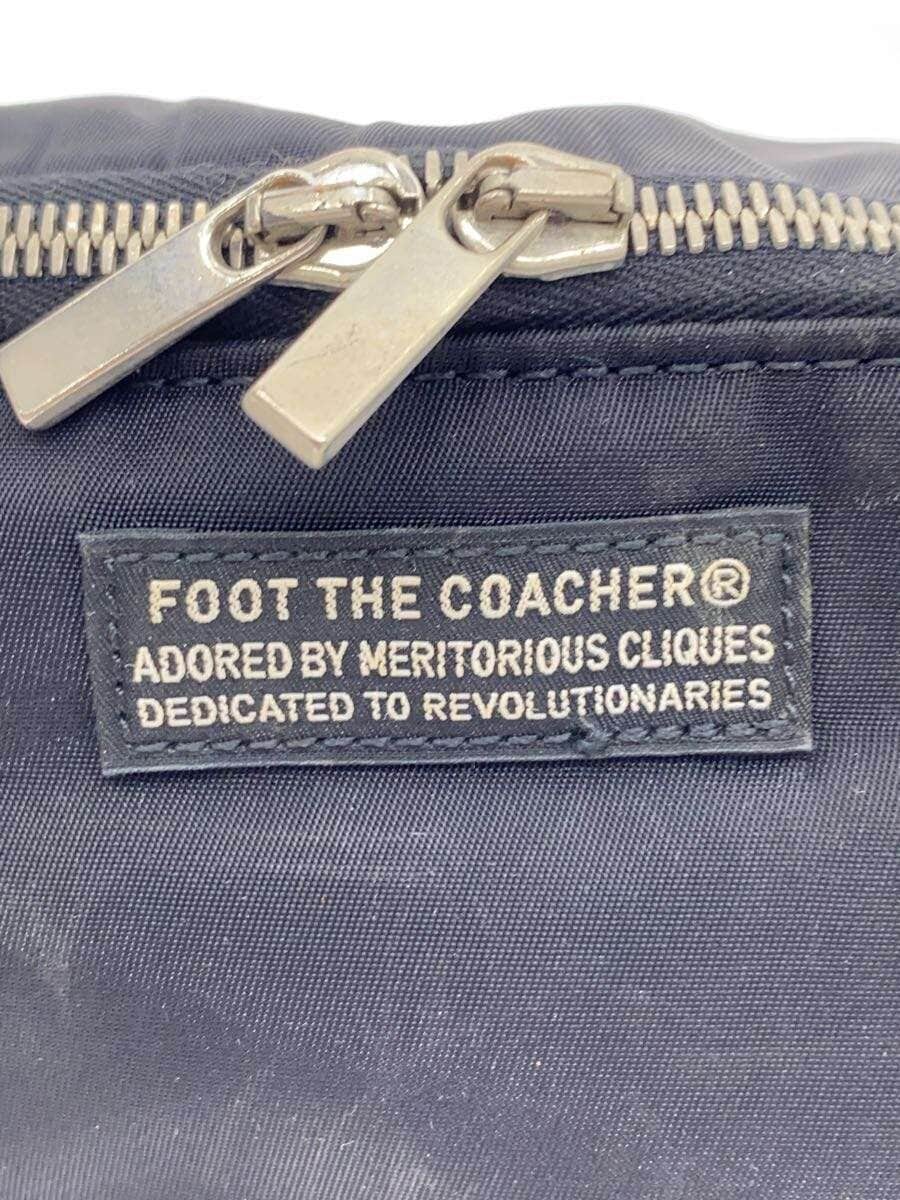 FOOT THE COACHER®
ADORED BY MERITORIOUS CLIQUES
DEDICATED TO REVOLUTIONARIES